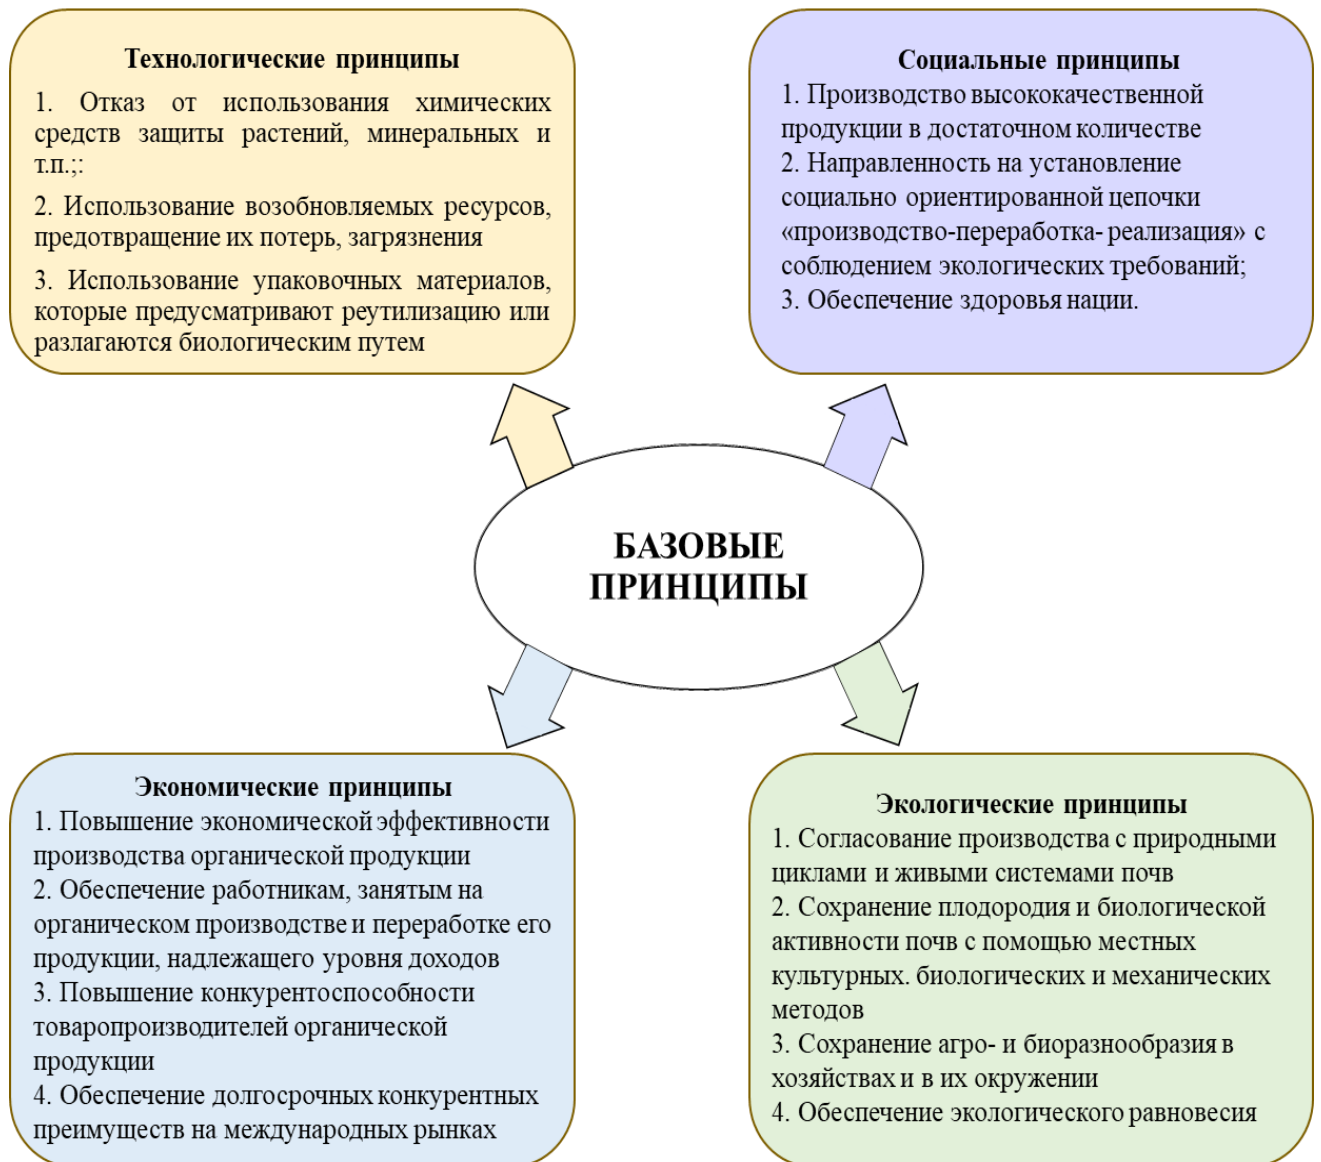 Технологические принципы
1. Отказ от использования химических
средств защиты растений, минеральных и
т.п.;:
2. Использование возобновляемых ресурсов,
предотвращение их потерь, загрязнения
3. Использование упаковочных материалов,
которые предусматривают реутилизацию или
разлагаются биологическим путем
Социальные принципы
1. Производство высококачественной
продукции в достаточном количестве
2. Направленность на установление
социально ориентированной цепочки
«производство-переработка- реализация» с
соблюдением экологических требований;
3. Обеспечение здоровья нации.
БАЗОВЫЕ
ПРИНЦИПЫ
Экономические принципы
1. Повышение экономической эффективности
производства органической продукции
2. Обеспечение работникам, занятым на
органическом производстве и переработке его
продукции, надлежащего уровня доходов
3. Повышение конкурентоспособности
товаропроизводителей органической
продукции
4. Обеспечение долгосрочных конкурентных
преимуществ на международных рынках
Экологические принципы
1. Согласование производства с природными
циклами и живыми системами почв
2. Сохранение плодородия и биологической
активности почв с помощью местных
культурных. биологических и механических
методов
3. Сохранение агро- и биоразнообразия в
хозяйствах и в их окружении
4. Обеспечение экологического равновесия